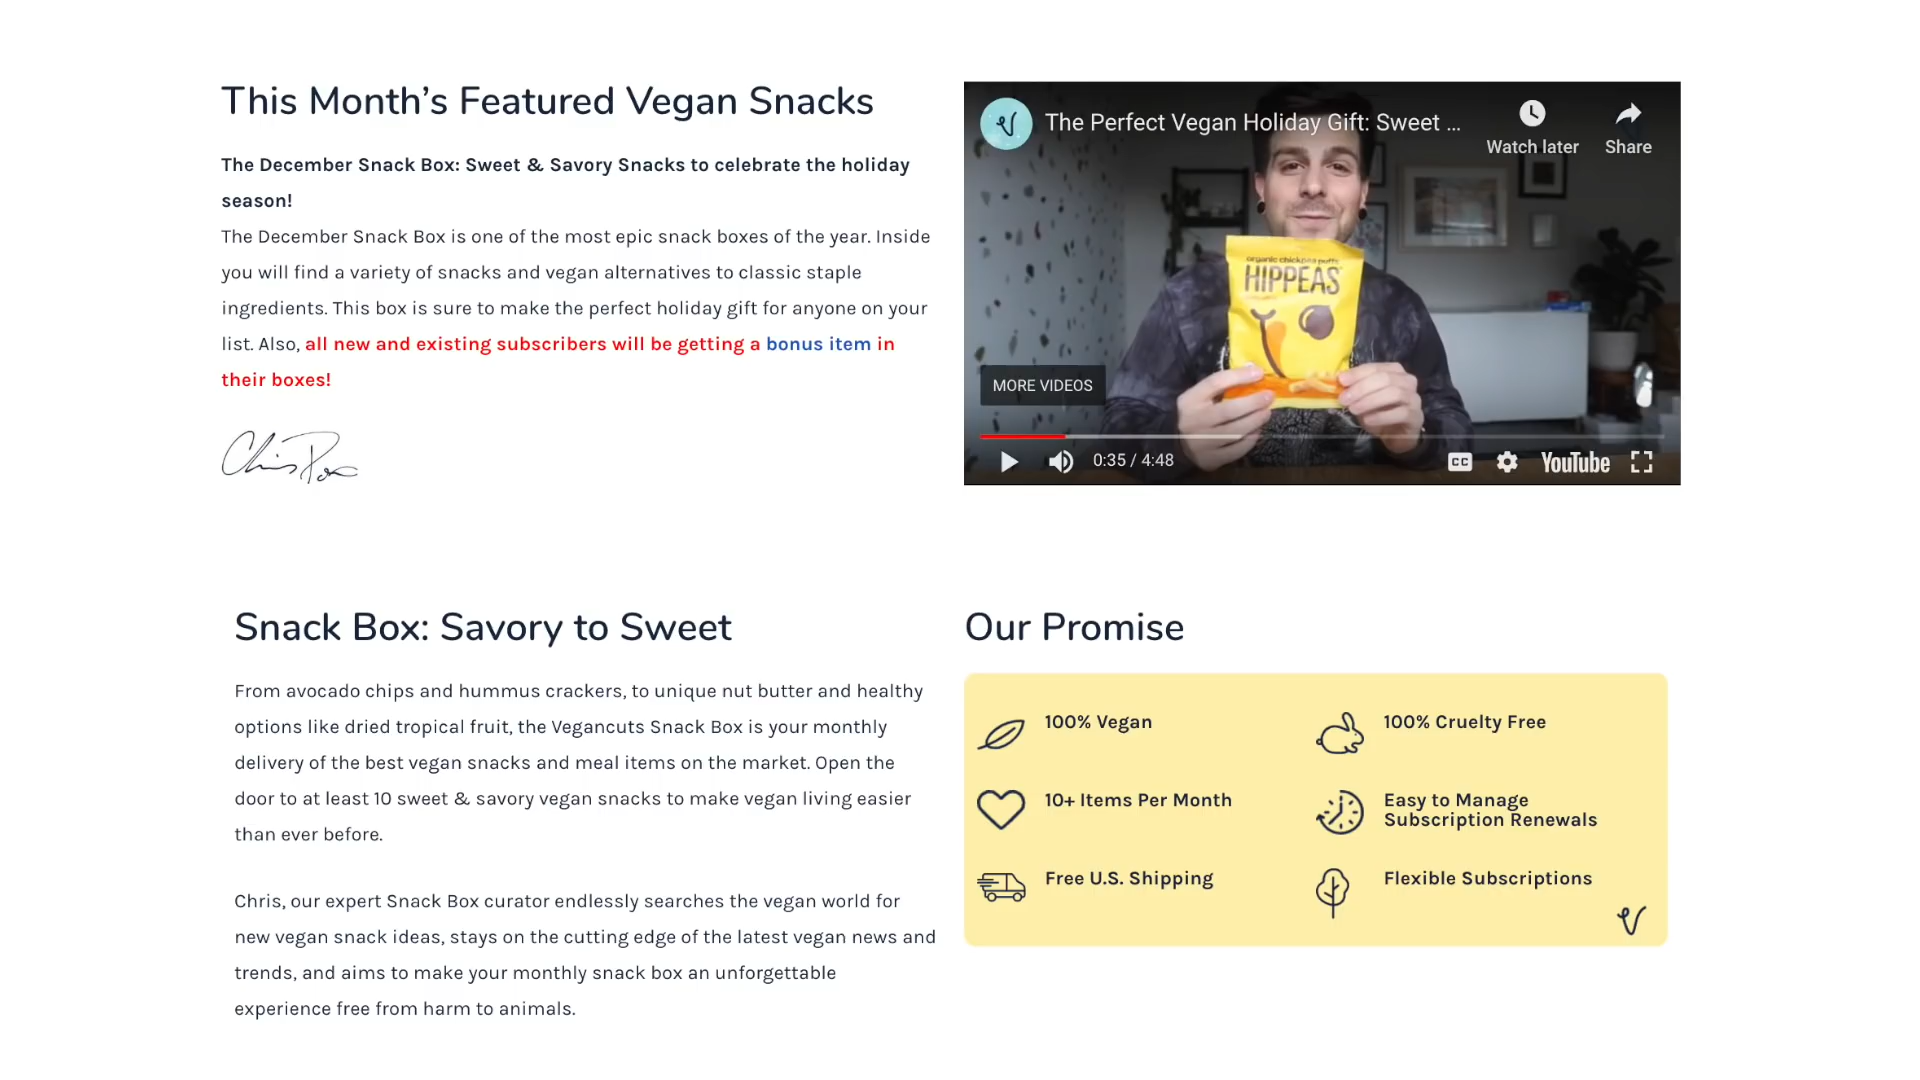 This Month’s Featured Vegan Snacks
The December Snack Box: Sweet & Savory Snacks to celebrate the holiday
season!
The December Snack Box is one of the most epic snack boxes of the year. Inside
you will find a variety of snacks and vegan alternatives to classic staple
ingredients. This box is sure to make the perfect holiday gift for anyone on your
list. Also, all new and existing subscribers will be getting a bonus item in
their boxes!
The Perfect Vegan Holiday Gift: Sweet ...
Watch later
Share
organic chickpea puffs
HIPPEAS
MORE VIDEOS
0:35 / 4:48
CC
YouTube
Snack Box: Savory to Sweet
From avocado chips and hummus crackers, to unique nut butter and healthy
options like dried tropical fruit, the Vegancuts Snack Box is your monthly
delivery of the best vegan snacks and meal items on the market. Open the
door to at least 10 sweet & savory vegan snacks to make vegan living easier
than ever before.
Chris, our expert Snack Box curator endlessly searches the vegan world for
new vegan snack ideas, stays on the cutting edge of the latest vegan news and
trends, and aims to make your monthly snack box an unforgettable
experience free from harm to animals.
Our Promise
100% Vegan
100% Cruelty Free
10+ Items Per Month
Easy to Manage
Subscription Renewals
Free U.S. Shipping
Flexible Subscriptions